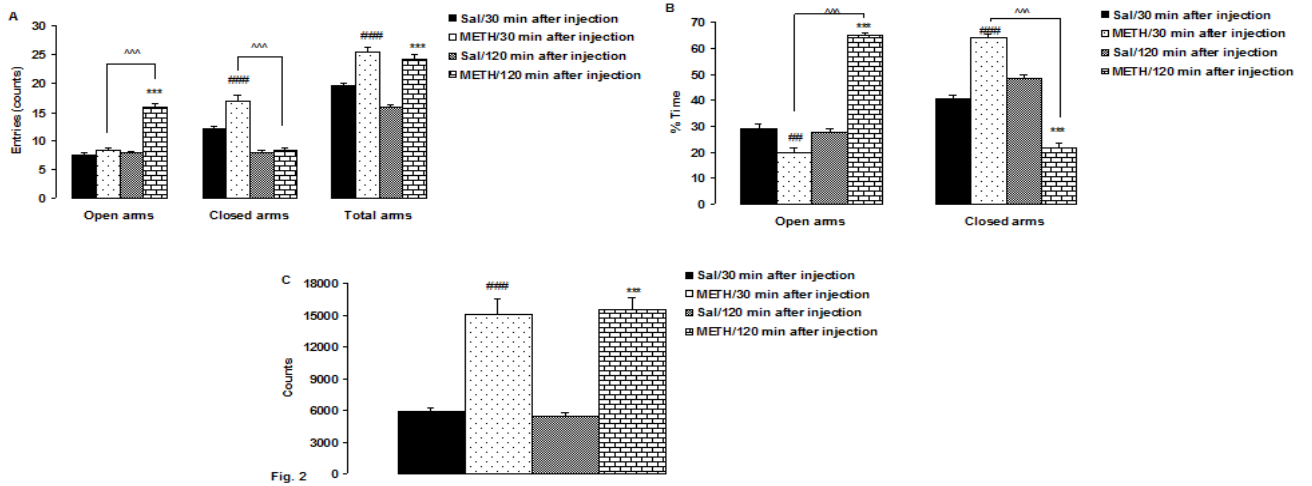 A
Entries (counts)
30
25
20
15
10
5
0
^^^
***
^^^
###
###
***
Open arms
Closed arms
Total arms
Sal/30 min after injection
METH/30 min after injection
Sal/120 min after injection
METH/120 min after injection
B
% Time
70
60
50
40
30
20
10
0
##
^^^
***
###
^^^
***
Open arms
Closed arms
Sal/30 min after injection
METH/30 min after injection
Sal/120 min after injection
METH/120 min after injection
C
Counts
18000
15000
12000
9000
6000
3000
0
###
***
Sal/30 min after injection
METH/30 min after injection
Sal/120 min after injection
METH/120 min after injection
Fig. 2